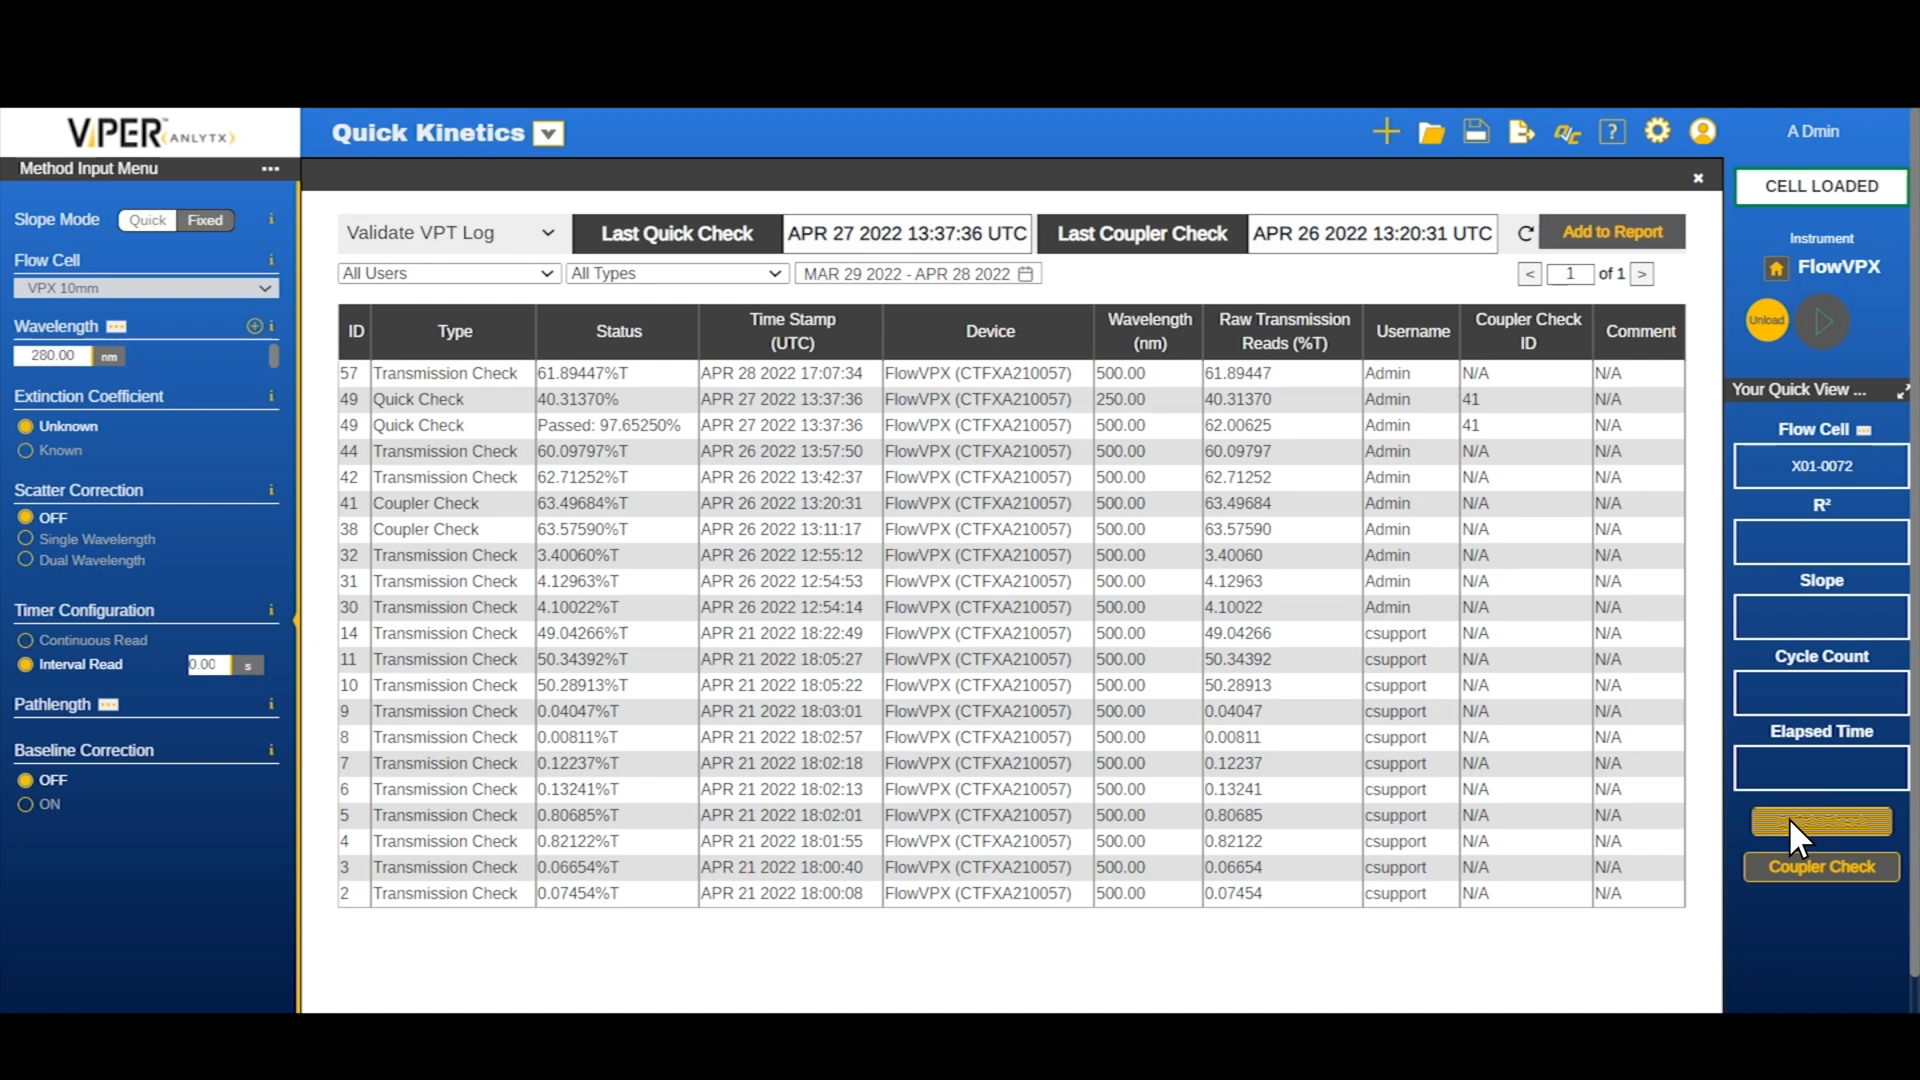 VIPER ANLYTX
Quick Kinetics
A Dmin
Method Input Menu
Slope Mode Quick Fixed
Flow Cell
VPX 10mm
Wavelength
280.00 nm
Extinction Coefficient
Unknown
Known
Scatter Correction
OFF
Single Wavelength
Dual Wavelength
Timer Configuration
Continuous Read
Interval Read 0.00 s
Pathlength
Baseline Correction
OFF
ON
Validate VPT Log Last Quick Check APR 27 2022 13:37:36 UTC Last Coupler Check APR 26 2022 13:20:31 UTC Add to Report
All Users All Types MAR 29 2022 - APR 28 2022 < 1 of 1 >
ID Type Status Time Stamp (UTC) Device Wavelength (nm) Raw Transmission Reads (%T) Username Coupler Check ID Comment
57 Transmission Check 61.89447%T APR 28 2022 17:07:34 FlowVPX (CTFXA210057) 500.00 61.89447 Admin N/A N/A
49 Quick Check 40.31370% APR 27 2022 13:37:36 FlowVPX (CTFXA210057) 250.00 40.31370 Admin 41 N/A
49 Quick Check Passed: 97.65250% APR 27 2022 13:37:36 FlowVPX (CTFXA210057) 500.00 62.00625 Admin 41 N/A
44 Transmission Check 60.09797%T APR 26 2022 13:57:50 FlowVPX (CTFXA210057) 500.00 60.09797 Admin N/A N/A
42 Transmission Check 62.71252%T APR 26 2022 13:42:37 FlowVPX (CTFXA210057) 500.00 62.71252 Admin N/A N/A
41 Coupler Check 63.49684%T APR 26 2022 13:20:31 FlowVPX (CTFXA210057) 500.00 63.49684 Admin N/A N/A
38 Coupler Check 63.57590%T APR 26 2022 13:11:17 FlowVPX (CTFXA210057) 500.00 63.57590 Admin N/A N/A
32 Transmission Check 3.40060%T APR 26 2022 12:55:12 FlowVPX (CTFXA210057) 500.00 3.40060 Admin N/A N/A
31 Transmission Check 4.12963%T APR 26 2022 12:54:53 FlowVPX (CTFXA210057) 500.00 4.12963 Admin N/A N/A
30 Transmission Check 4.10022%T APR 26 2022 12:54:14 FlowVPX (CTFXA210057) 500.00 4.10022 Admin N/A N/A
14 Transmission Check 49.04266%T APR 21 2022 18:22:49 FlowVPX (CTFXA210057) 500.00 49.04266 csupport N/A N/A
11 Transmission Check 50.34392%T APR 21 2022 18:05:27 FlowVPX (CTFXA210057) 500.00 50.34392 csupport N/A N/A
10 Transmission Check 50.28913%T APR 21 2022 18:05:22 FlowVPX (CTFXA210057) 500.00 50.28913 csupport N/A N/A
9 Transmission Check 0.04047%T APR 21 2022 18:03:01 FlowVPX (CTFXA210057) 500.00 0.04047 csupport N/A N/A
8 Transmission Check 0.00811%T APR 21 2022 18:02:57 FlowVPX (CTFXA210057) 500.00 0.00811 csupport N/A N/A
7 Transmission Check 0.12237%T APR 21 2022 18:02:18 FlowVPX (CTFXA210057) 500.00 0.12237 csupport N/A N/A
6 Transmission Check 0.13241%T APR 21 2022 18:02:13 FlowVPX (CTFXA210057) 500.00 0.13241 csupport N/A N/A
5 Transmission Check 0.80685%T APR 21 2022 18:02:01 FlowVPX (CTFXA210057) 500.00 0.80685 csupport N/A N/A
4 Transmission Check 0.82122%T APR 21 2022 18:01:55 FlowVPX (CTFXA210057) 500.00 0.82122 csupport N/A N/A
3 Transmission Check 0.06654%T APR 21 2022 18:00:40 FlowVPX (CTFXA210057) 500.00 0.06654 csupport N/A N/A
2 Transmission Check 0.07454%T APR 21 2022 18:00:08 FlowVPX (CTFXA210057) 500.00 0.07454 csupport N/A N/A
CELL LOADED
Instrument
FlowVPX
Unload
Your Quick View ...
Flow Cell
X01-0072
R²
Slope
Cycle Count
Elapsed Time
Coupler Check